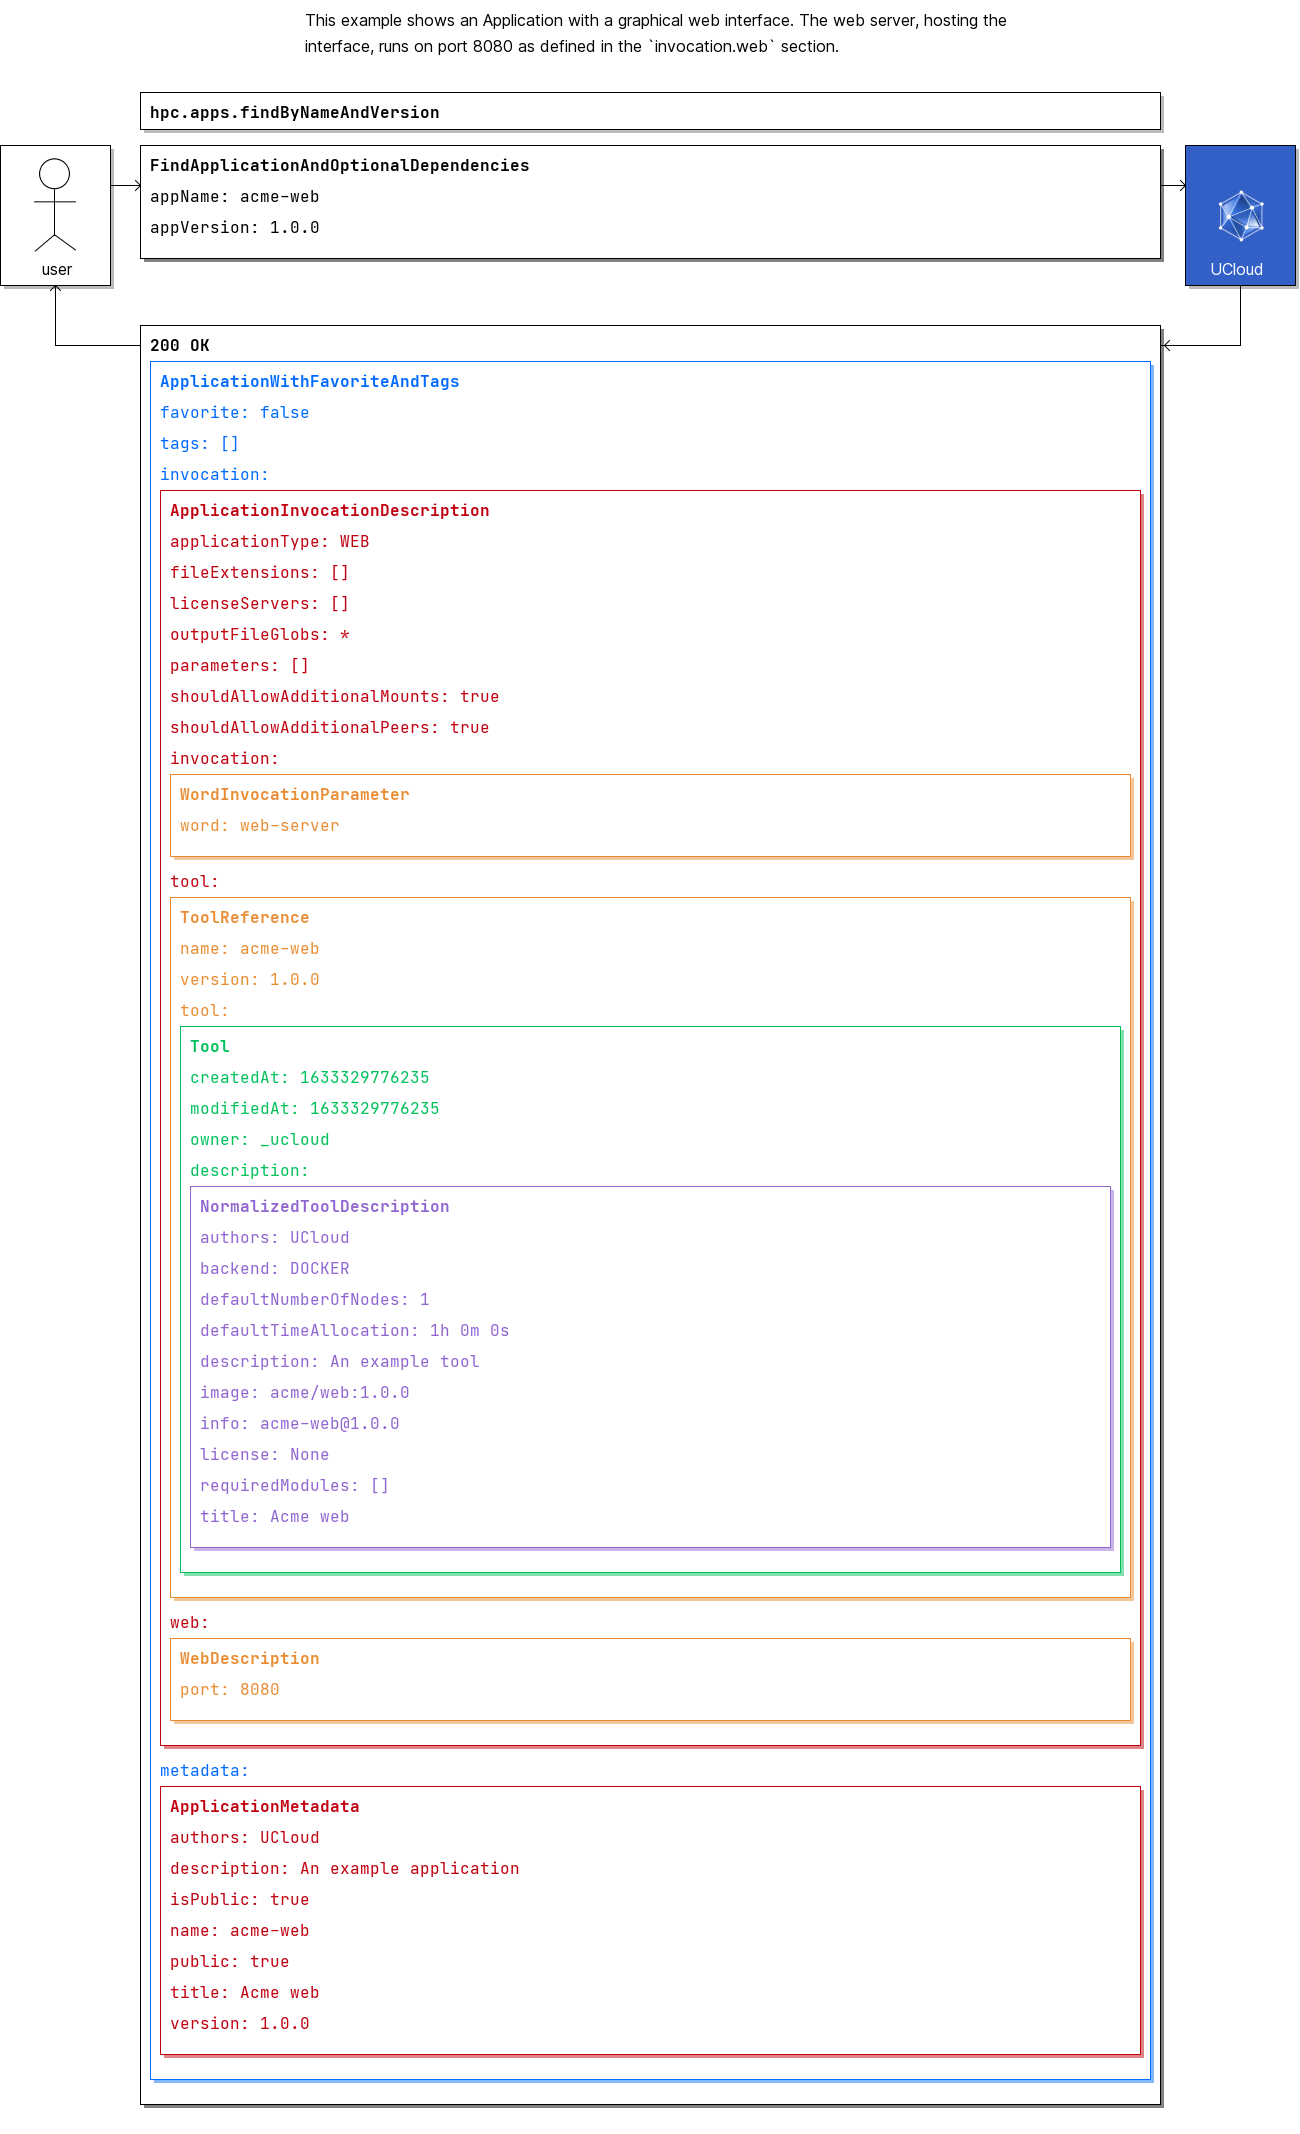 This example shows an Application with a graphical web interface. The web server, hosting the
interface, runs on port 8080 as defined in the `invocation.web` section.
hpc.apps.findByNameAndVersion
FindApplicationAndOptionalDependencies
appName: acme-web
appVersion: 1.0.0
user
UCloud
200 OK
ApplicationWithFavoriteAndTags
favorite: false
tags: []
invocation:
ApplicationInvocationDescription
applicationType: WEB
fileExtensions: []
licenseServers: []
outputFileGlobs: *
parameters: []
shouldAllowAdditionalMounts: true
shouldAllowAdditionalPeers: true
invocation:
WordInvocationParameter
word: web-server
tool:
ToolReference
name: acme-web
version: 1.0.0
tool:
Tool
createdAt: 1633329776235
modifiedAt: 1633329776235
owner: _ucloud
description:
NormalizedToolDescription
authors: UCloud
backend: DOCKER
defaultNumberOfNodes: 1
defaultTimeAllocation: 1h 0m 0s
description: An example tool
image: acme/web:1.0.0
info: acme-web@1.0.0
license: None
requiredModules: []
title: Acme web
web:
WebDescription
port: 8080
metadata:
ApplicationMetadata
authors: UCloud
description: An example application
isPublic: true
name: acme-web
public: true
title: Acme web
version: 1.0.0